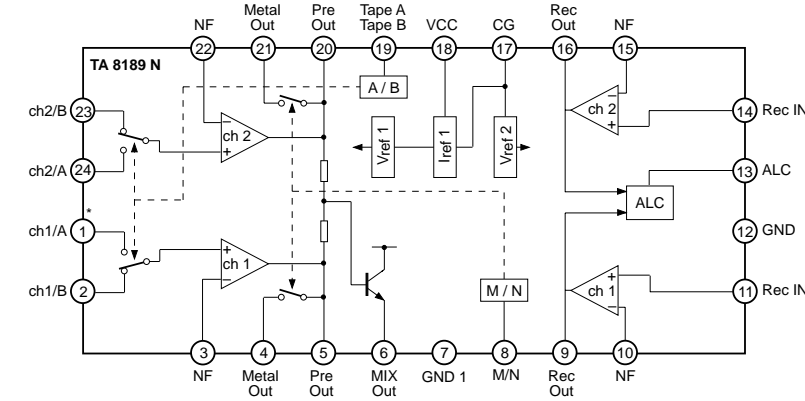 NF
Metal
Out
Pre
Out
Tape A
Tape B
VCC
CG
Rec
Out
NF
22
21
20
19
18
17
16
15
TA 8189 N
A / B
ch2/B
23
ch 2
Vref 1
Iref 1
Vref 2
ch 2
14
Rec IN
ch2/A
24
13
ALC
ALC
*
ch1/A
1
12
GND
ch 1
M / N
ch 1
ch1/B
2
11
Rec IN
3
4
5
6
7
8
9
10
NF
Metal
Out
Pre
Out
MIX
Out
GND 1
M/N
Rec
Out
NF